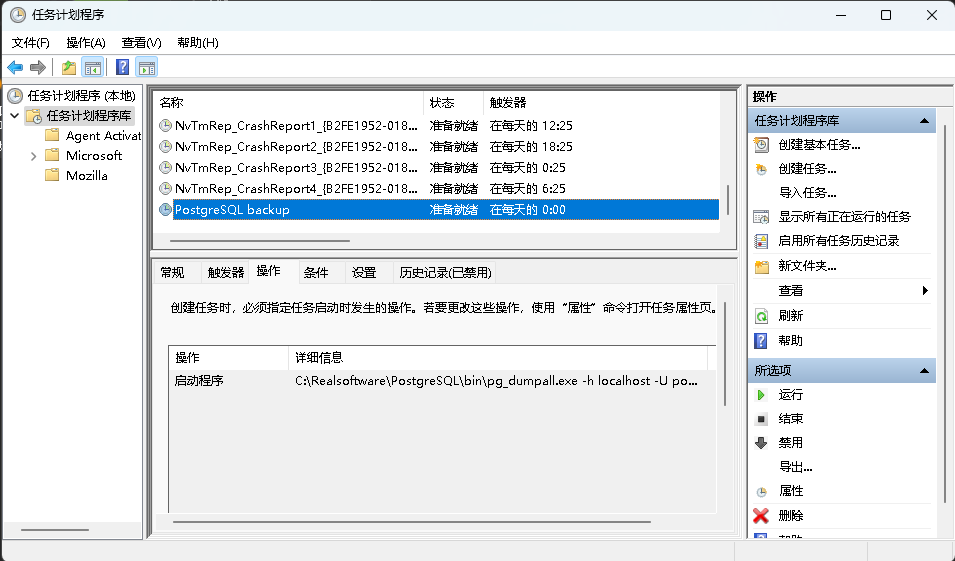 任务计划程序
文件(F) 操作(A) 查看(V) 帮助(H)
任务计划程序 (本地)
任务计划程序库
Agent Activat
Microsoft
Mozilla
名称 状态 触发器
NvTmRep_CrashReport1_{B2FE1952-018... 准备就绪 在每天的 12:25
NvTmRep_CrashReport2_{B2FE1952-018... 准备就绪 在每天的 18:25
NvTmRep_CrashReport3_{B2FE1952-018... 准备就绪 在每天的 0:25
NvTmRep_CrashReport4_{B2FE1952-018... 准备就绪 在每天的 6:25
PostgreSQL backup 准备就绪 在每天的 0:00
常规 触发器 操作 条件 设置 历史记录(已禁用)
创建任务时，必须指定任务启动时发生的操作。若要更改这些操作，使用“属性”命令打开任务属性页。
操作 详细信息
启动程序 C:\Realsoftware\PostgreSQL\bin\pg_dumpall.exe -h localhost -U po...
操作
任务计划程序库
创建基本任务...
创建任务...
导入任务...
显示所有正在运行的任务
启用所有任务历史记录
新文件夹...
查看
刷新
帮助
所选项
运行
结束
禁用
导出...
属性
删除